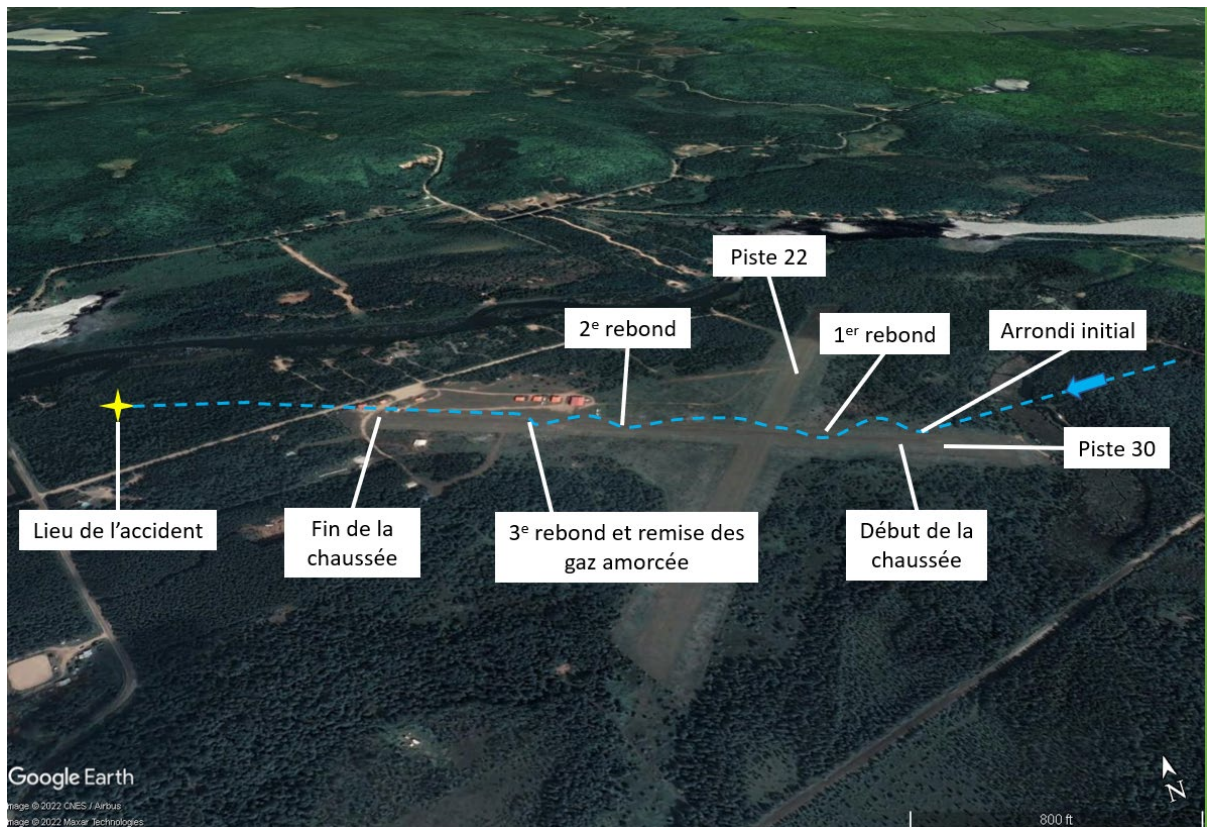 Piste 22
2e rebond
1er rebond
Arrondi initial
Piste 30
Lieu de l'accident
Fin de la
chaussée
3e rebond et remise des
gaz amorcée
Début de la
chaussée
Google Earth
mage © 2022 CNES / Airbus
mage © 2022 Maxar Technologies
N
800 ft